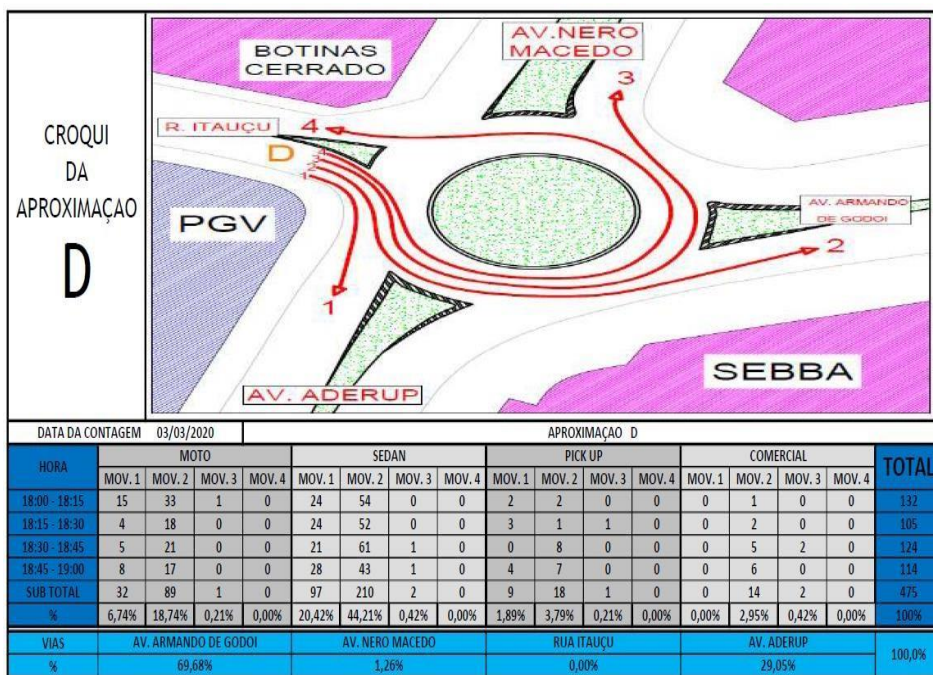 CROQUI
DA
APROXIMAÇAO
D
BOTINAS
CERRADO
AV.NERO
MACEDO
3
R. ITAUÇU
4
D
4
3
2
1
PGV
AV. ARMANDO
DE GODOI
2
1
SEBBA
AV. ADERUP
DATA DA CONTAGEM 03/03/2020 APROXIMAÇAO D
HORA MOTO SEDAN PICK UP COMERCIAL TOTAL
MOV. 1 MOV. 2 MOV. 3 MOV. 4 MOV. 1 MOV. 2 MOV. 3 MOV. 4 MOV. 1 MOV. 2 MOV. 3 MOV. 4 MOV. 1 MOV. 2 MOV. 3 MOV. 4
18:00 - 18:15 15 33 1 0 24 54 0 0 2 2 0 0 0 1 0 0 132
18:15 - 18:30 4 18 0 0 24 52 0 0 3 1 1 0 0 2 0 0 105
18:30 - 18:45 5 21 0 0 21 61 1 0 0 8 0 0 0 5 2 0 124
18:45 - 19:00 8 17 0 0 28 43 1 0 4 7 0 0 0 6 0 0 114
SUB TOTAL 32 89 1 0 97 210 2 0 9 18 1 0 0 14 2 0 475
% 6,74% 18,74% 0,21% 0,00% 20,42% 44,21% 0,42% 0,00% 1,89% 3,79% 0,21% 0,00% 0,00% 2,95% 0,42% 0,00% 100%
VIAS AV. ARMANDO DE GODOI AV. NERO MACEDO RUA ITAUÇU AV. ADERUP 100,0%
% 69,68% 1,26% 0,00% 29,05%